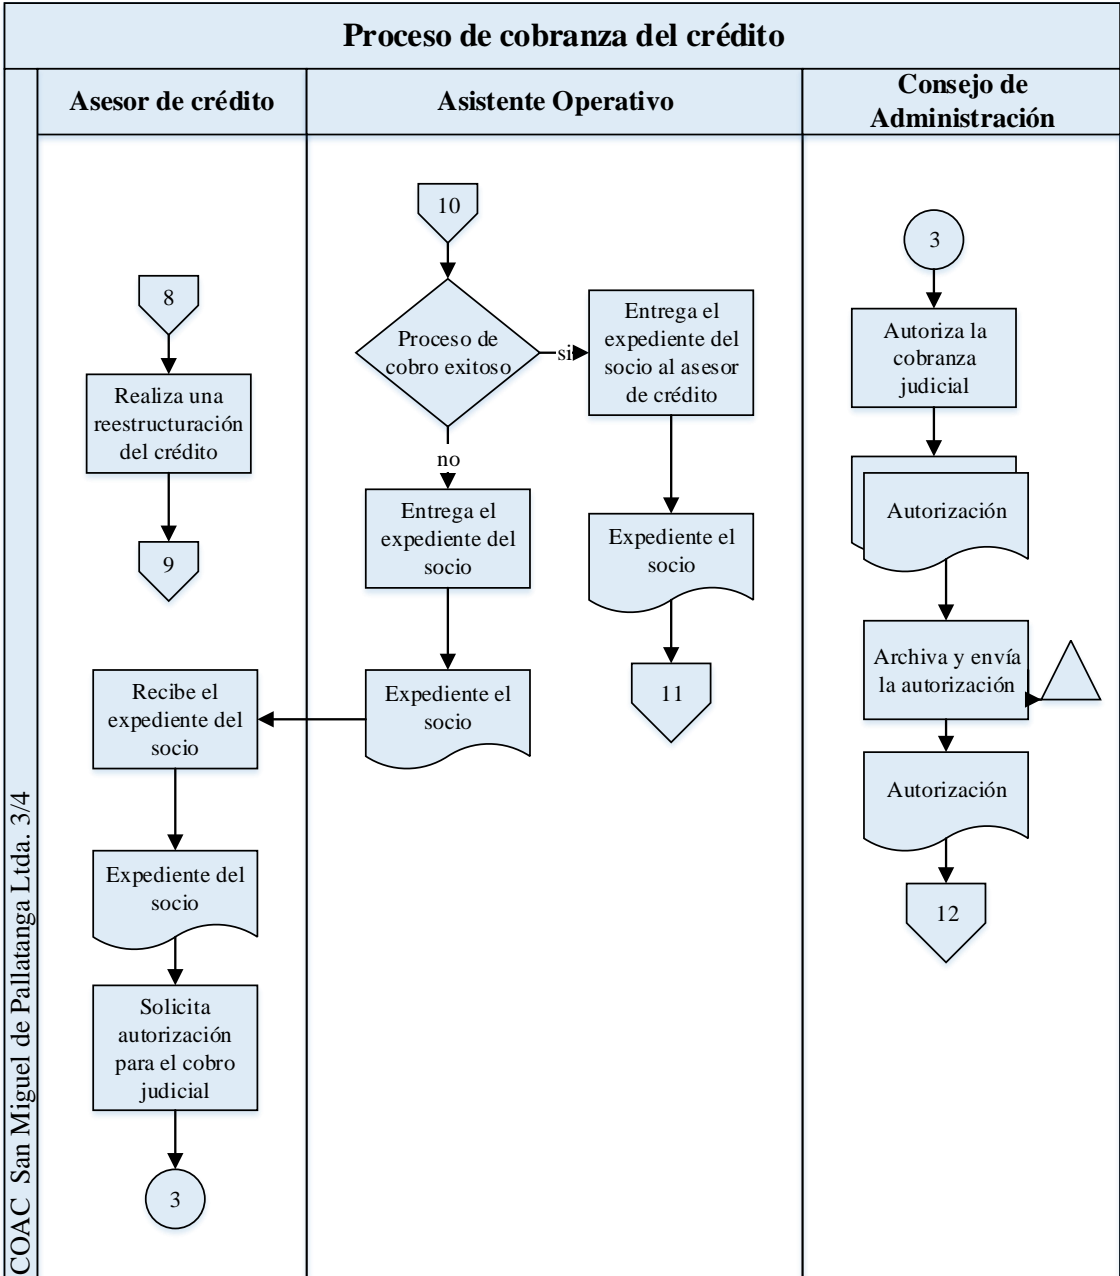 Proceso de cobranza del crédito
COAC San Miguel de Pallatanga Ltda. 3/4
Asesor de crédito
Asistente Operativo
Consejo de
Administración
8
Realiza una
reestructuración
del crédito
9
Recibe el
expediente del
socio
Expediente del
socio
Solicita
autorización
para el cobro
judicial
3
10
Proceso de
cobro exitoso
si
no
Entrega el
expediente del
socio
Expediente el
socio
Entrega el
expediente del
socio al asesor
de crédito
Expediente el
socio
11
3
Autoriza la
cobranza
judicial
Autorización
Archiva y envía
la autorización
Autorización
12